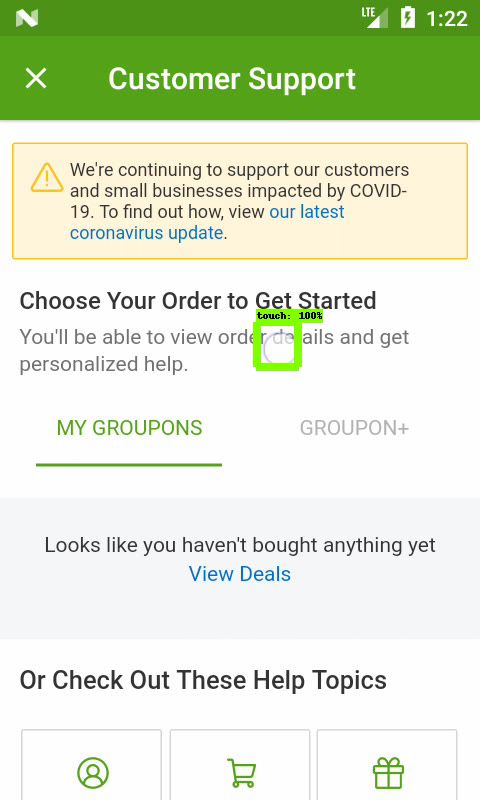 LTE 1:22
Customer Support
We're continuing to support our customers
and small businesses impacted by COVID-
19. To find out how, view our latest
coronavirus update.
Choose Your Order to Get Started
touch: 100%
You'll be able to view order details and get
personalized help.
MY GROUPONS GROUPON+
Looks like you haven't bought anything yet
View Deals
Or Check Out These Help Topics